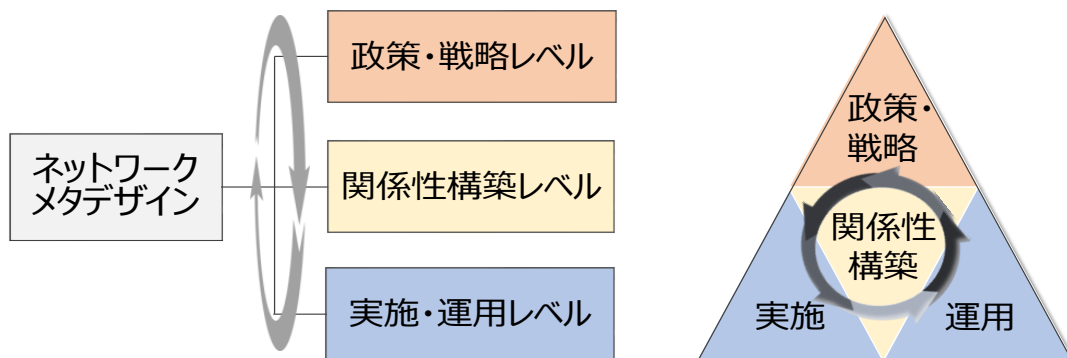 ネットワーク
メタデザイン
政策・戦略レベル
関係性構築レベル
実施・運用レベル
政策・
戦略
関係性
構築
実施
運用